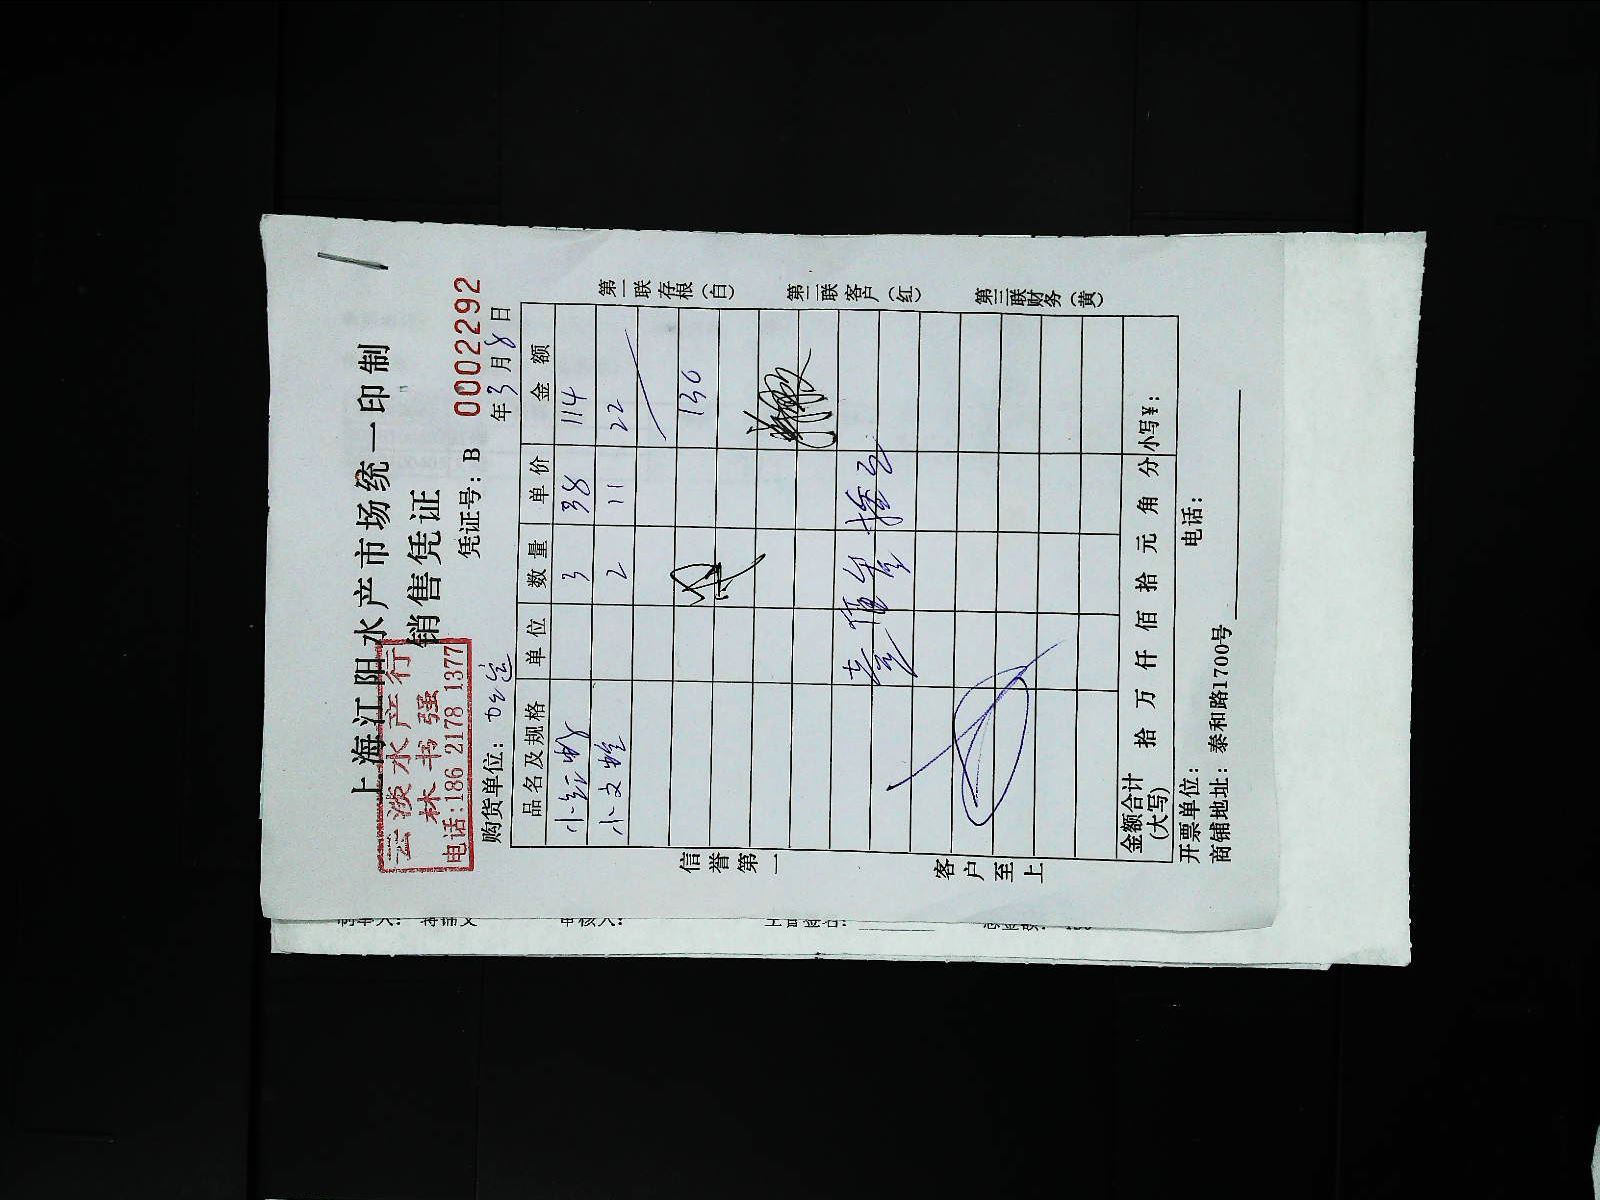 上海江阳水产市场统一印制
销售凭证
云淡水产行
林书强
电话:186 2178 1377
凭证号: B 0002292
购货单位:
年3月8日
品名及规格 单位 数量 单价 金额
3 38 114
小文蛤 2 11 22
130
信誉第一
客户至上
第一联存根(白)
第二联客户(红)
第三联财务(黄)
金额合计(大写) 拾 万 仟 佰 拾 元 角 分 小写¥:
开票单位: 电话:
商铺地址: 泰和路1700号